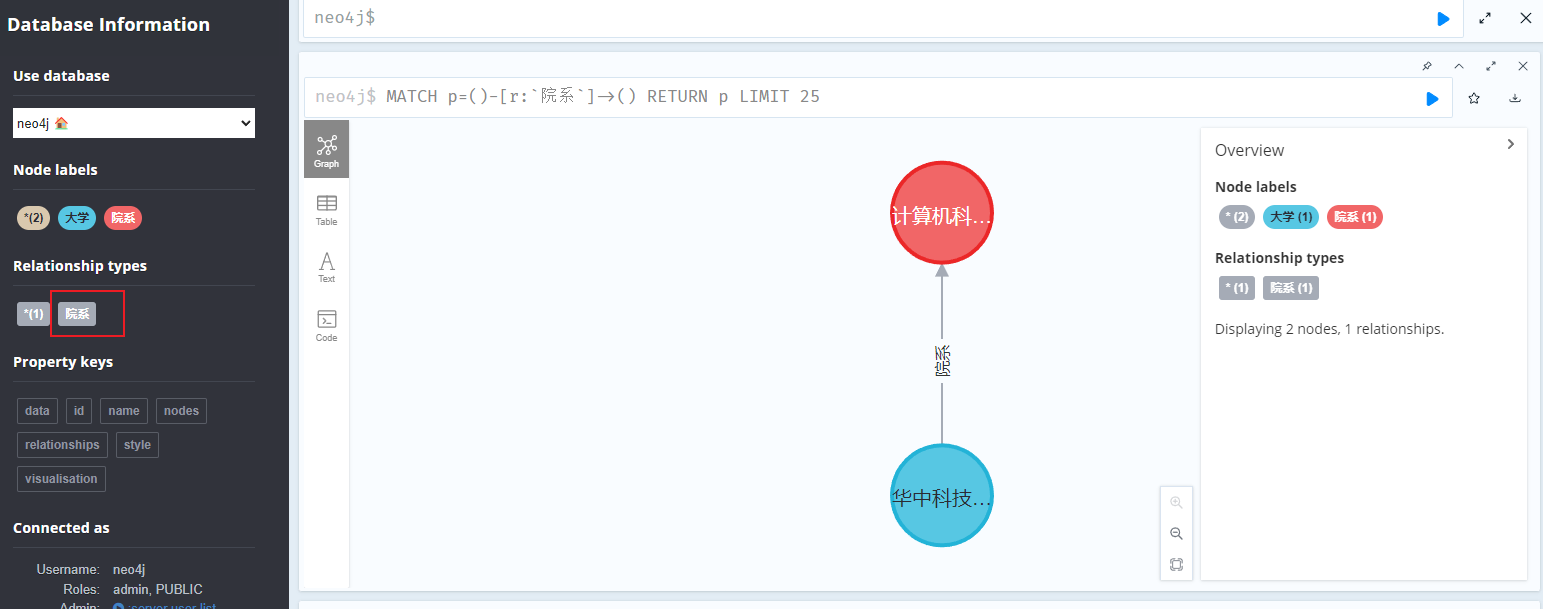 Database Information
Use database
neo4j
Node labels
*(2) 大学 院系
Relationship types
*(1) 院系
Property keys
data id name nodes
relationships style
visualisation
Connected as
Username: neo4j
Roles: admin, PUBLIC
Admin: :server user list
neo4j$
neo4j$ MATCH p=()-[r:`院系`]->() RETURN p LIMIT 25
Graph
Table
Text
Code
计算机科...
院系
华中科技...
Overview
Node labels
* (2) 大学 (1) 院系 (1)
Relationship types
* (1) 院系 (1)
Displaying 2 nodes, 1 relationships.